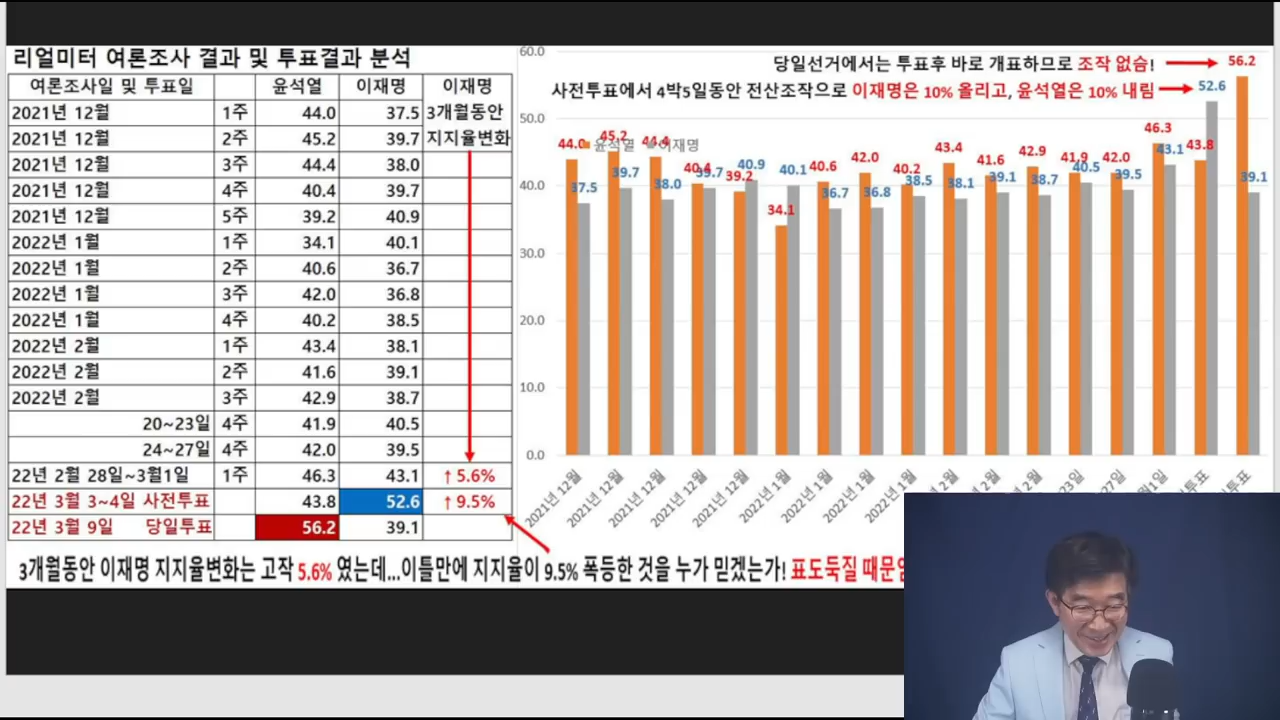 리얼미터 여론조사 결과 및 투표결과 분석
여론조사일 및 투표일 윤석열 이재명 이재명
2021년 12월 1주 44.0 37.5 3개월동안
2021년 12월 2주 45.2 39.7 지지율변화
2021년 12월 3주 44.4 38.0
2021년 12월 4주 40.4 39.7
2021년 12월 5주 39.2 40.9
2022년 1월 1주 34.1 40.1
2022년 1월 2주 40.6 36.7
2022년 1월 3주 42.0 36.8
2022년 1월 4주 40.2 38.5
2022년 2월 1주 43.4 38.1
2022년 2월 2주 41.6 39.1
2022년 2월 3주 42.9 38.7
20~23일 4주 41.9 40.5
24~27일 4주 42.0 39.5
22년 2월 28일~3월1일 1주 46.3 43.1 ↑5.6%
22년 3월 3~4일 사전투표 43.8 52.6 ↑9.5%
22년 3월 9일 당일투표 56.2 39.1
60.0
당일선거에서는 투표후 바로 개표하므로 조작 없슴! 56.2
사전투표에서 4박5일동안 전산조작으로 이재명은 10% 올리고, 윤석열은 10% 내림 52.6
50.0
윤석열 이재명
44.0 45.2 44.4 40.4 39.2 34.1 40.6 42.0 40.2 43.4 41.6 42.9 41.9 42.0 46.3 43.8
37.5 39.7 38.0 39.7 40.9 40.1 36.7 36.8 38.5 38.1 39.1 38.7 40.5 39.5 43.1 39.1
40.0
30.0
20.0
10.0
0.0
2021년 12월 2021년 12월 2021년 12월 2021년 12월 2021년 12월 2022년 1월 2022년 1월 2022년 1월 2022년 1월
3개월동안 이재명 지지율변화는 고작 5.6% 였는데...이틀만에 지지율이 9.5% 폭등한 것을 누가 믿겠는가! 표도둑질